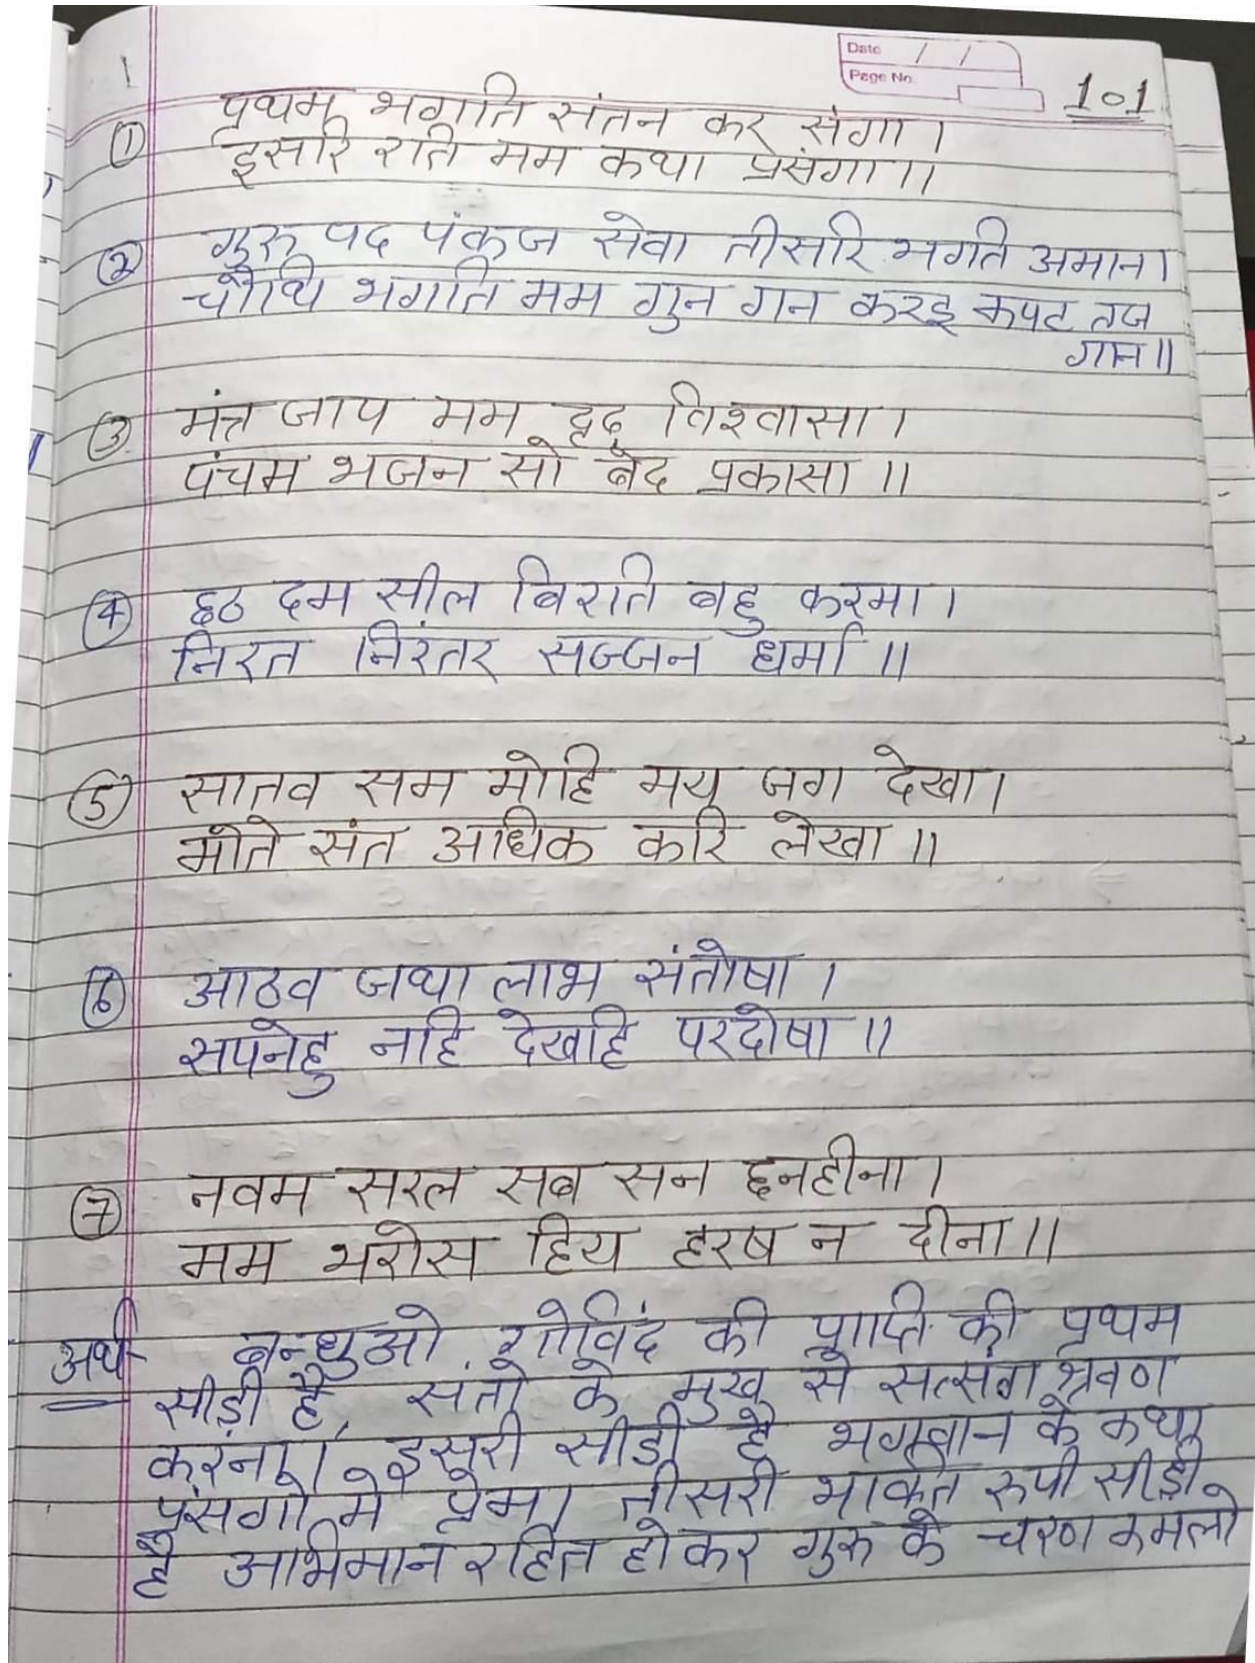 Date / /
Page No.
101
① प्रथम भगति संतन कर संगा।
इसरि रति मम कथा प्रसंगा॥
② गुरु पद पंकज सेवा तीसरि भगति अमान।
चौथि भगति मम गुन गन करइ कपट तज
गान॥
③ मंत्र जाप मम दृढ़ विश्वासा।
पंचम भजन सो बेद प्रकासा॥
④ छठ दम सील बिरति बहु करमा।
निरत निरंतर सज्जन धर्मा॥
⑤ सातव सम मोहि मय जग देखा।
मोते संत अधिक करि लेखा॥
⑥ आठव जथा लाभ संतोषा।
सपनेहु नहि देखहि परदोषा॥
⑦ नवम सरल सब सन छनहीना।
मम भरोस हिय हरष न दीना॥
अर्थ- बन्धुओ गोविंद की प्राप्ति की प्रथम
सीड़ी है, संतो के मुख से सत्संग श्रवण
करना। इसरी सीडी है भगवान के कथा
प्रसंगो मे प्रेम। तीसरी भक्ति रूपी सीड़ी
है अभिमान रहित होकर गुरु के चरण कमलो